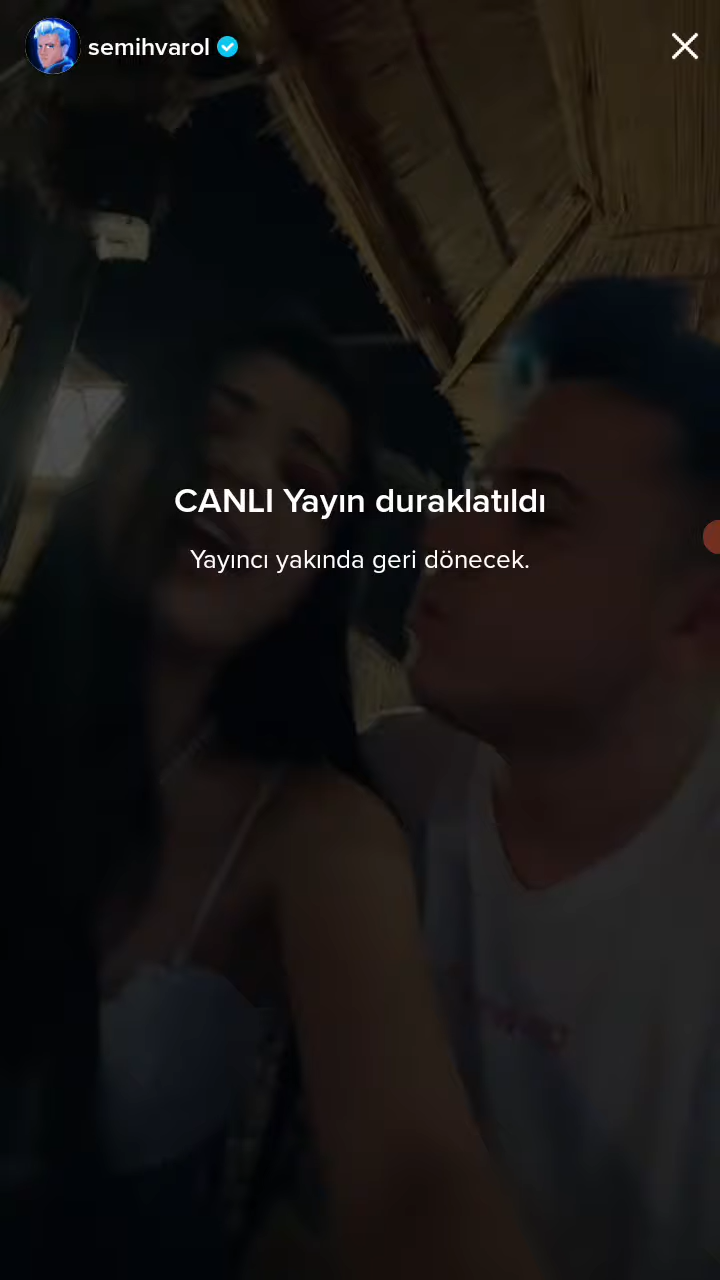 semihvarol
CANLI Yayın duraklatıldı
Yayıncı yakında geri dönecek.